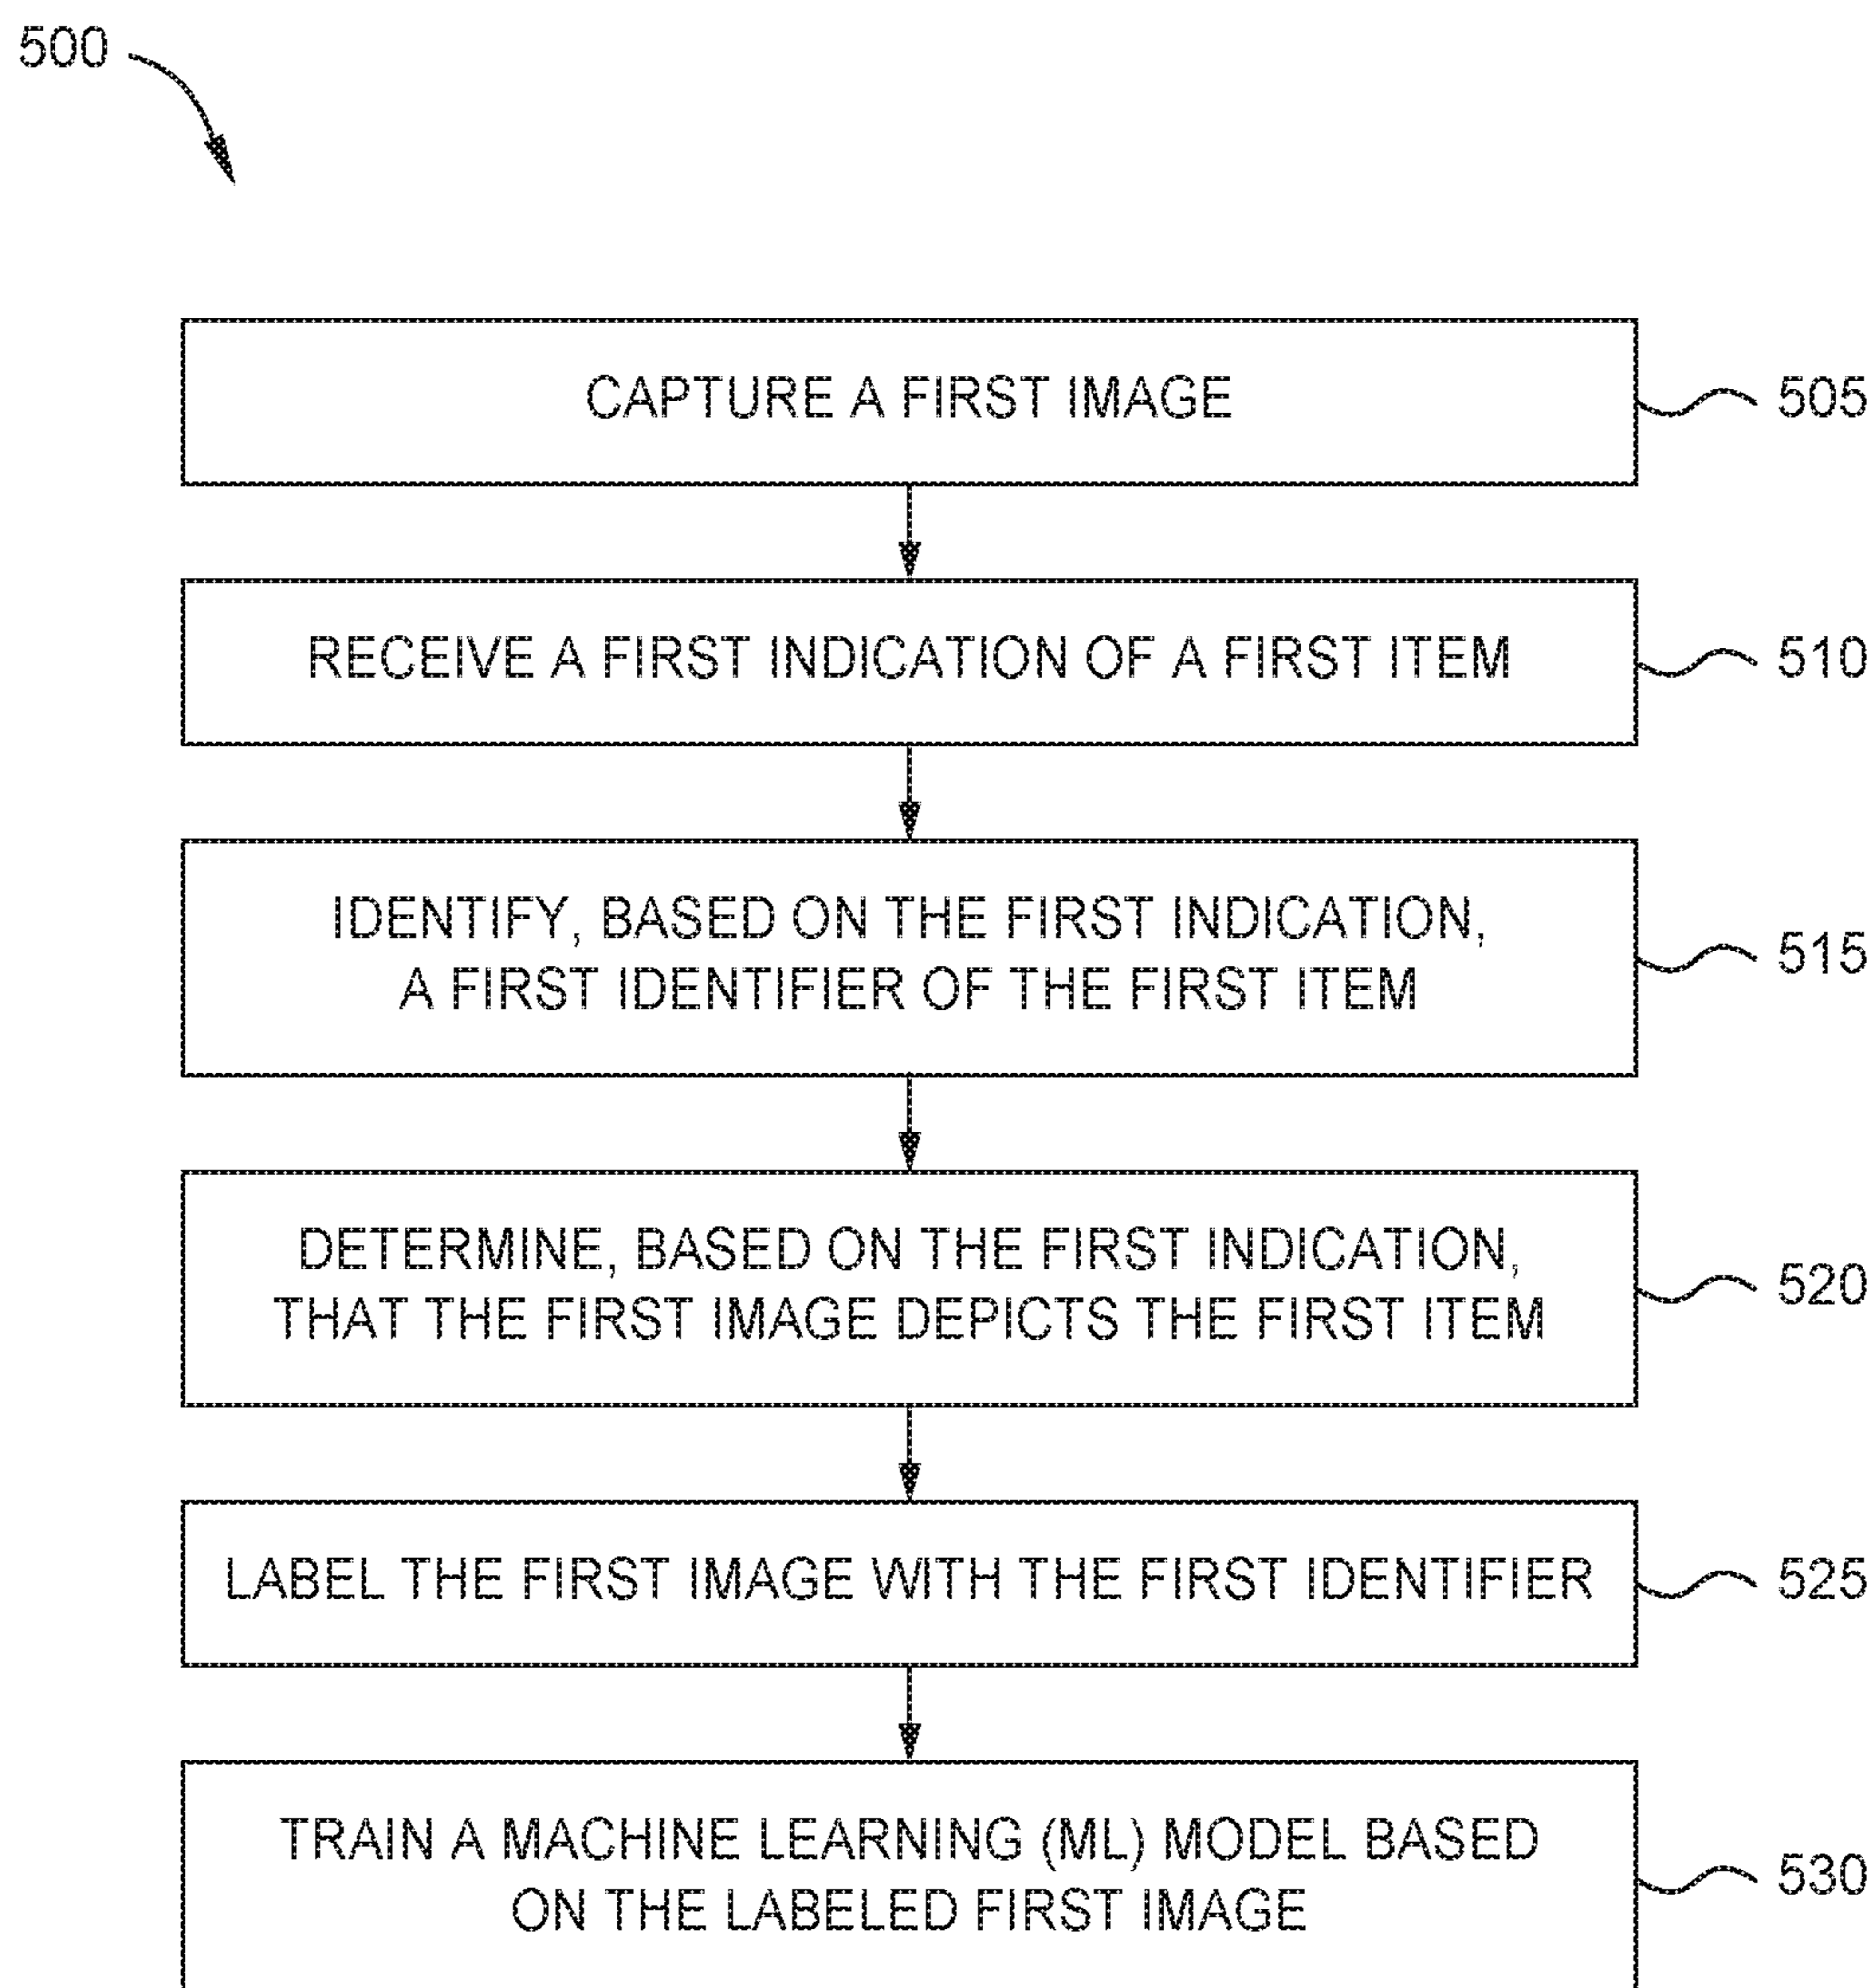 500
CAPTURE A FIRST IMAGE
505
RECEIVE A FIRST INDICATION OF A FIRST ITEM
510
IDENTIFY, BASED ON THE FIRST INDICATION,
A FIRST IDENTIFIER OF THE FIRST ITEM
515
DETERMINE, BASED ON THE FIRST INDICATION,
THAT THE FIRST IMAGE DEPICTS THE FIRST ITEM
520
LABEL THE FIRST IMAGE WITH THE FIRST IDENTIFIER
525
TRAIN A MACHINE LEARNING (ML) MODEL BASED
ON THE LABELED FIRST IMAGE
530